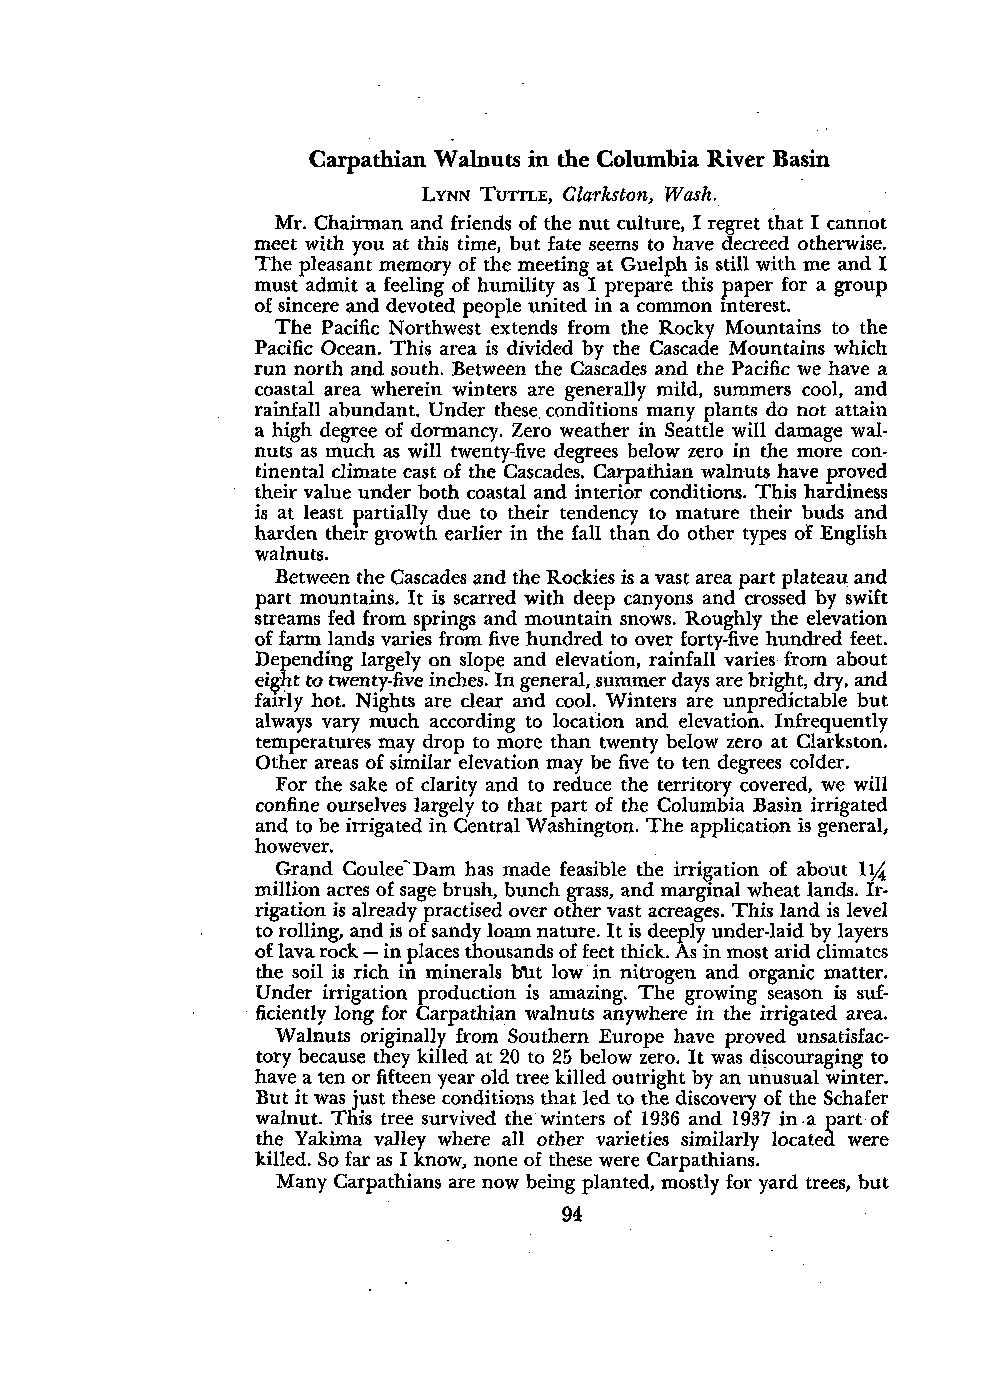 Carpathian Walnuts in the Columbia River Basin
LYNN TUTTLE, Clarkston, Wash.
Mr. Chairman and friends of the nut culture, I regret that I cannot
meet with you at this time, but fate seems to have decreed otherwise.
The pleasant memory of the meeting at Guelph is still with me and I
must admit a feeling of humility as I prepare this paper for a group
of sincere and devoted people united in a common interest.
The Pacific Northwest extends from the Rocky Mountains to the
Pacific Ocean. This area is divided by the Cascade Mountains which
run north and south. Between the Cascades and the Pacific we have a
coastal area wherein winters are generally mild, summers cool, and
rainfall abundant. Under these conditions many plants do not attain
a high degree of dormancy. Zero weather in Seattle will damage wal-
nuts as much as will twenty-five degrees below zero in the more con-
tinental climate east of the Cascades. Carpathian walnuts have proved
their value under both coastal and interior conditions. This hardiness
is at least partially due to their tendency to mature their buds and
harden their growth earlier in the fall than do other types of English
walnuts.
Between the Cascades and the Rockies is a vast area part plateau and
part mountains. It is scarred with deep canyons and crossed by swift
streams fed from springs and mountain snows. Roughly the elevation
of farm lands varies from five hundred to over forty-five hundred feet.
Depending largely on slope and elevation, rainfall varies from about
eight to twenty-five inches. In general, summer days are bright, dry, and
fairly hot. Nights are clear and cool. Winters are unpredictable but
always vary much according to location and elevation. Infrequently
temperatures may drop to more than twenty below zero at Clarkston.
Other areas of similar elevation may be five to ten degrees colder.
For the sake of clarity and to reduce the territory covered, we will
confine ourselves largely to that part of the Columbia Basin irrigated
and to be irrigated in Central Washington. The application is general,
however.
Grand Coulee Dam has made feasible the irrigation of about 1¼
million acres of sage brush, bunch grass, and marginal wheat lands. Ir-
rigation is already practised over other vast acreages. This land is level
to rolling, and is of sandy loam nature. It is deeply under-laid by layers
of lava rock — in places thousands of feet thick. As in most arid climates
the soil is rich in minerals but low in nitrogen and organic matter.
Under irrigation production is amazing. The growing season is suf-
ficiently long for Carpathian walnuts anywhere in the irrigated area.
Walnuts originally from Southern Europe have proved unsatisfac-
tory because they killed at 20 to 25 below zero. It was discouraging to
have a ten or fifteen year old tree killed outright by an unusual winter.
But it was just these conditions that led to the discovery of the Schafer
walnut. This tree survived the winters of 1936 and 1937 in a part of
the Yakima valley where all other varieties similarly located were
killed. So far as I know, none of these were Carpathians.
Many Carpathians are now being planted, mostly for yard trees, but
94